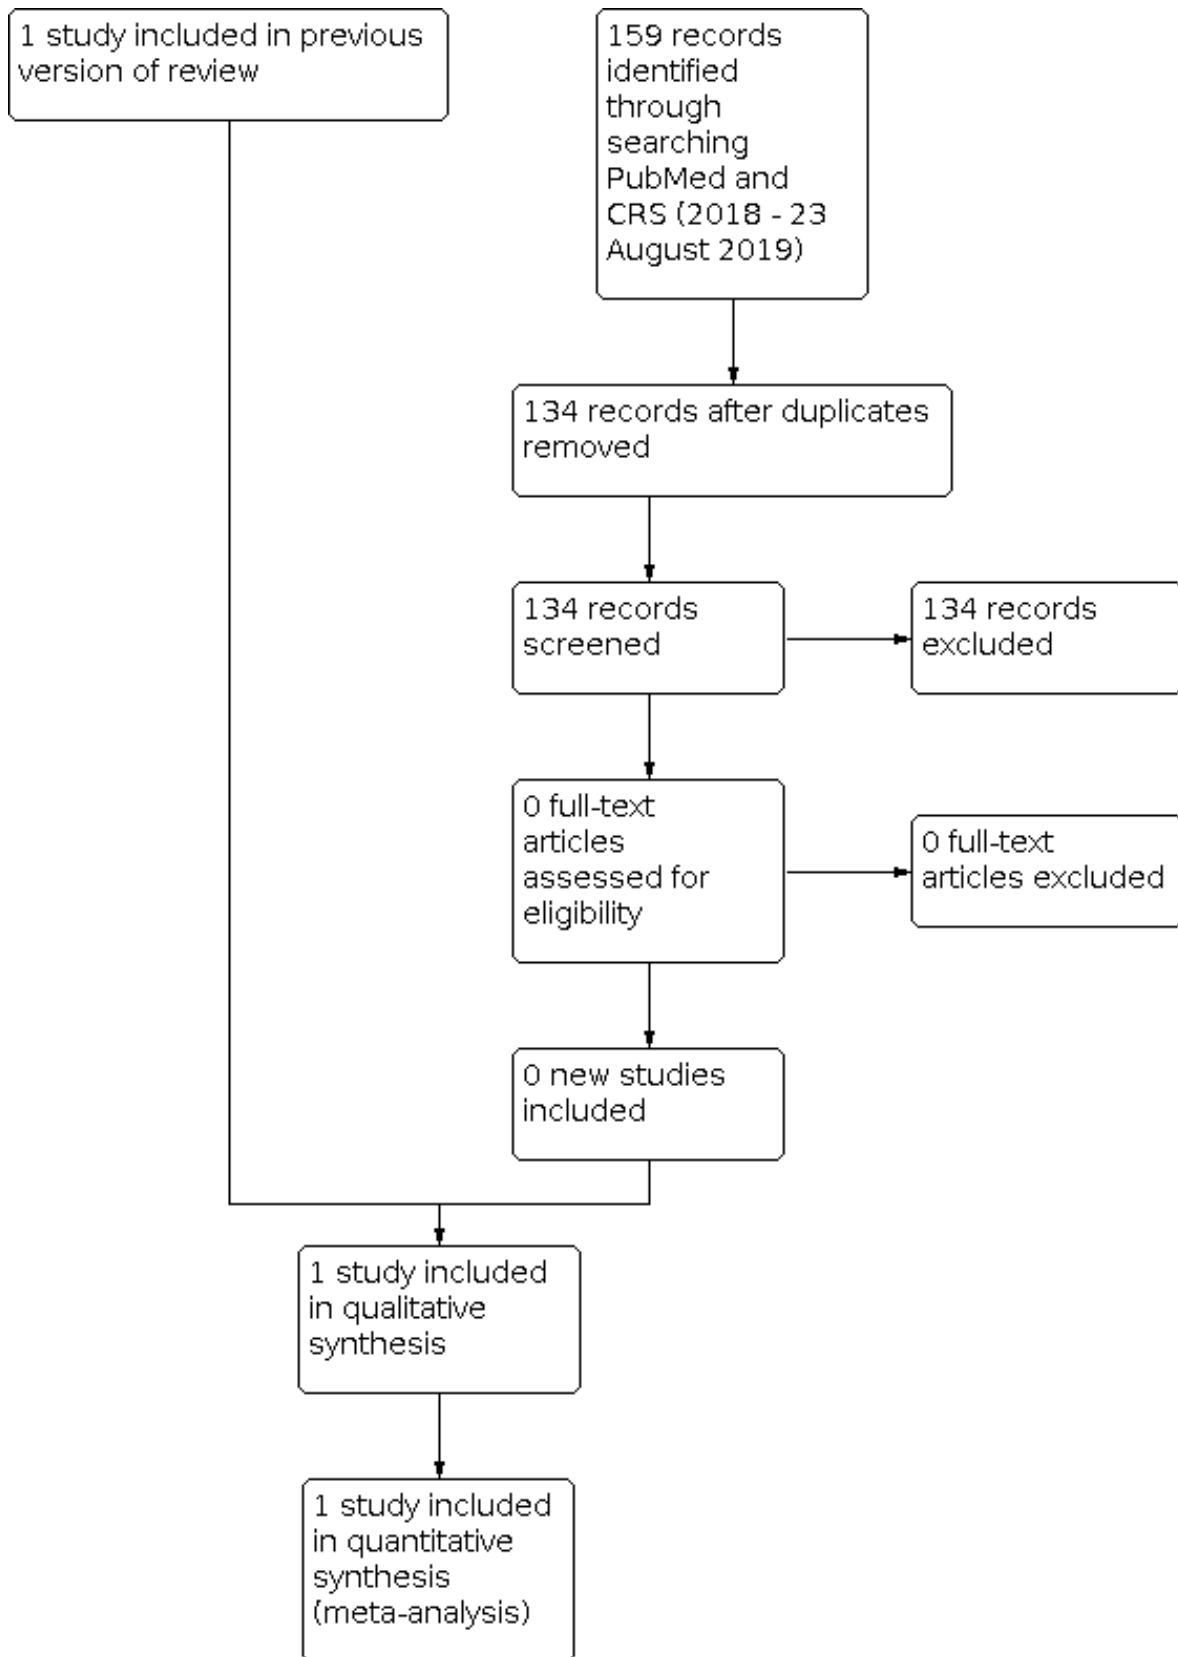 1 study included in previous
version of review
159 records
identified
through
searching
PubMed and
CRS (2018 - 23
August 2019)
134 records after duplicates
removed
134 records
screened
134 records
excluded
0 full-text
articles
assessed for
eligibility
0 full-text
articles excluded
0 new studies
included
1 study included
in qualitative
synthesis
1 study included
in quantitative
synthesis
(meta-analysis)